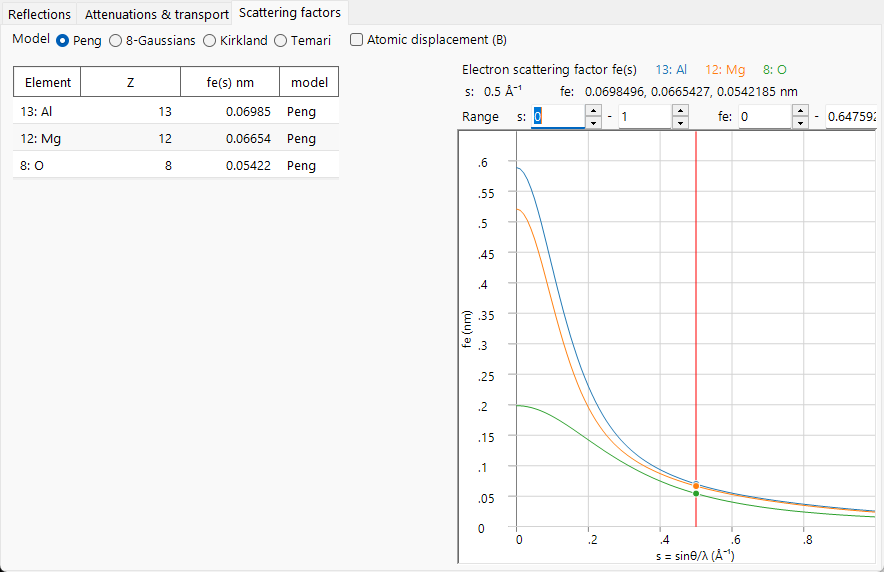 Reflections Attenuations & transport Scattering factors
Model Peng 8-Gaussians Kirkland Temari Atomic displacement (B)
Element Z fe(s) nm model
13: Al 13 0.06985 Peng
12: Mg 12 0.06654 Peng
8: O 8 0.05422 Peng
Electron scattering factor fe(s) 13: Al 12: Mg 8: O
s: 0.5 Å⁻¹ fe: 0.0698496, 0.0665427, 0.0542185 nm
Range s: 0 - 1 fe: 0 - 0.647592
.6
.55
.5
.45
.4
.35
.3
.25
.2
.15
.1
.05
0
fe (nm)
0 .2 .4 .6 .8
s = sinθ/λ (Å⁻¹)